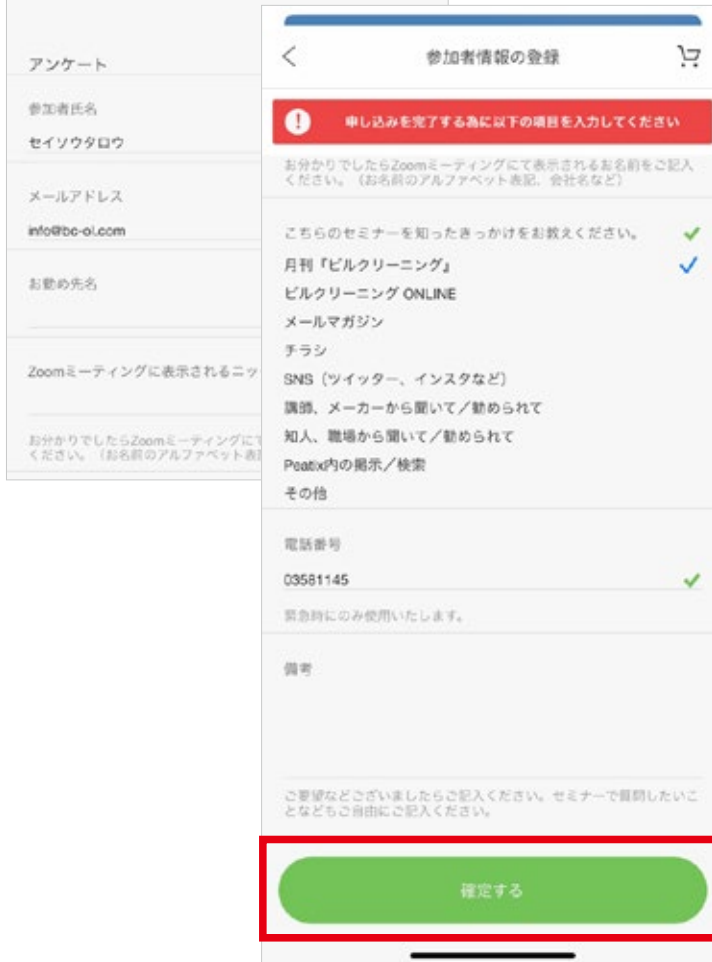 アンケート
参加者氏名
セイソウタロウ
メールアドレス
info@bc-ol.com
お勤め先名
Zoomミーティングに表示されるニッ
お分かりでしたらZoomミーティングにて
ください。（お名前のアルファベット表記
参加者情報の登録
申し込みを完了する為に以下の項目を入力してください
お分かりでしたらZoomミーティングにて表示されるお名前をご記入
ください。（お名前のアルファベット表記、会社名など）
こちらのセミナーを知ったきっかけをお教えください。
月刊『ビルクリーニング』
ビルクリーニング ONLINE
メールマガジン
チラシ
SNS（ツイッター、インスタなど）
講師、メーカーから聞いて／勧められて
知人、職場から聞いて／勧められて
Peatix内の掲示／検索
その他
電話番号
03581145
緊急時にのみ使用いたします。
備考
ご要望などございましたらご記入ください。セミナーで質問したいこ
となどもご自由にご記入ください。
確定する